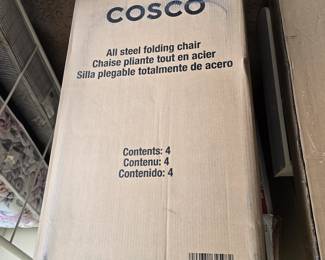 COSCO
All steel folding chair
Chaise pliante tout en acier
Silla plegable totalmente de acero
Contents: 4
Contenu: 4
Contenido: 4